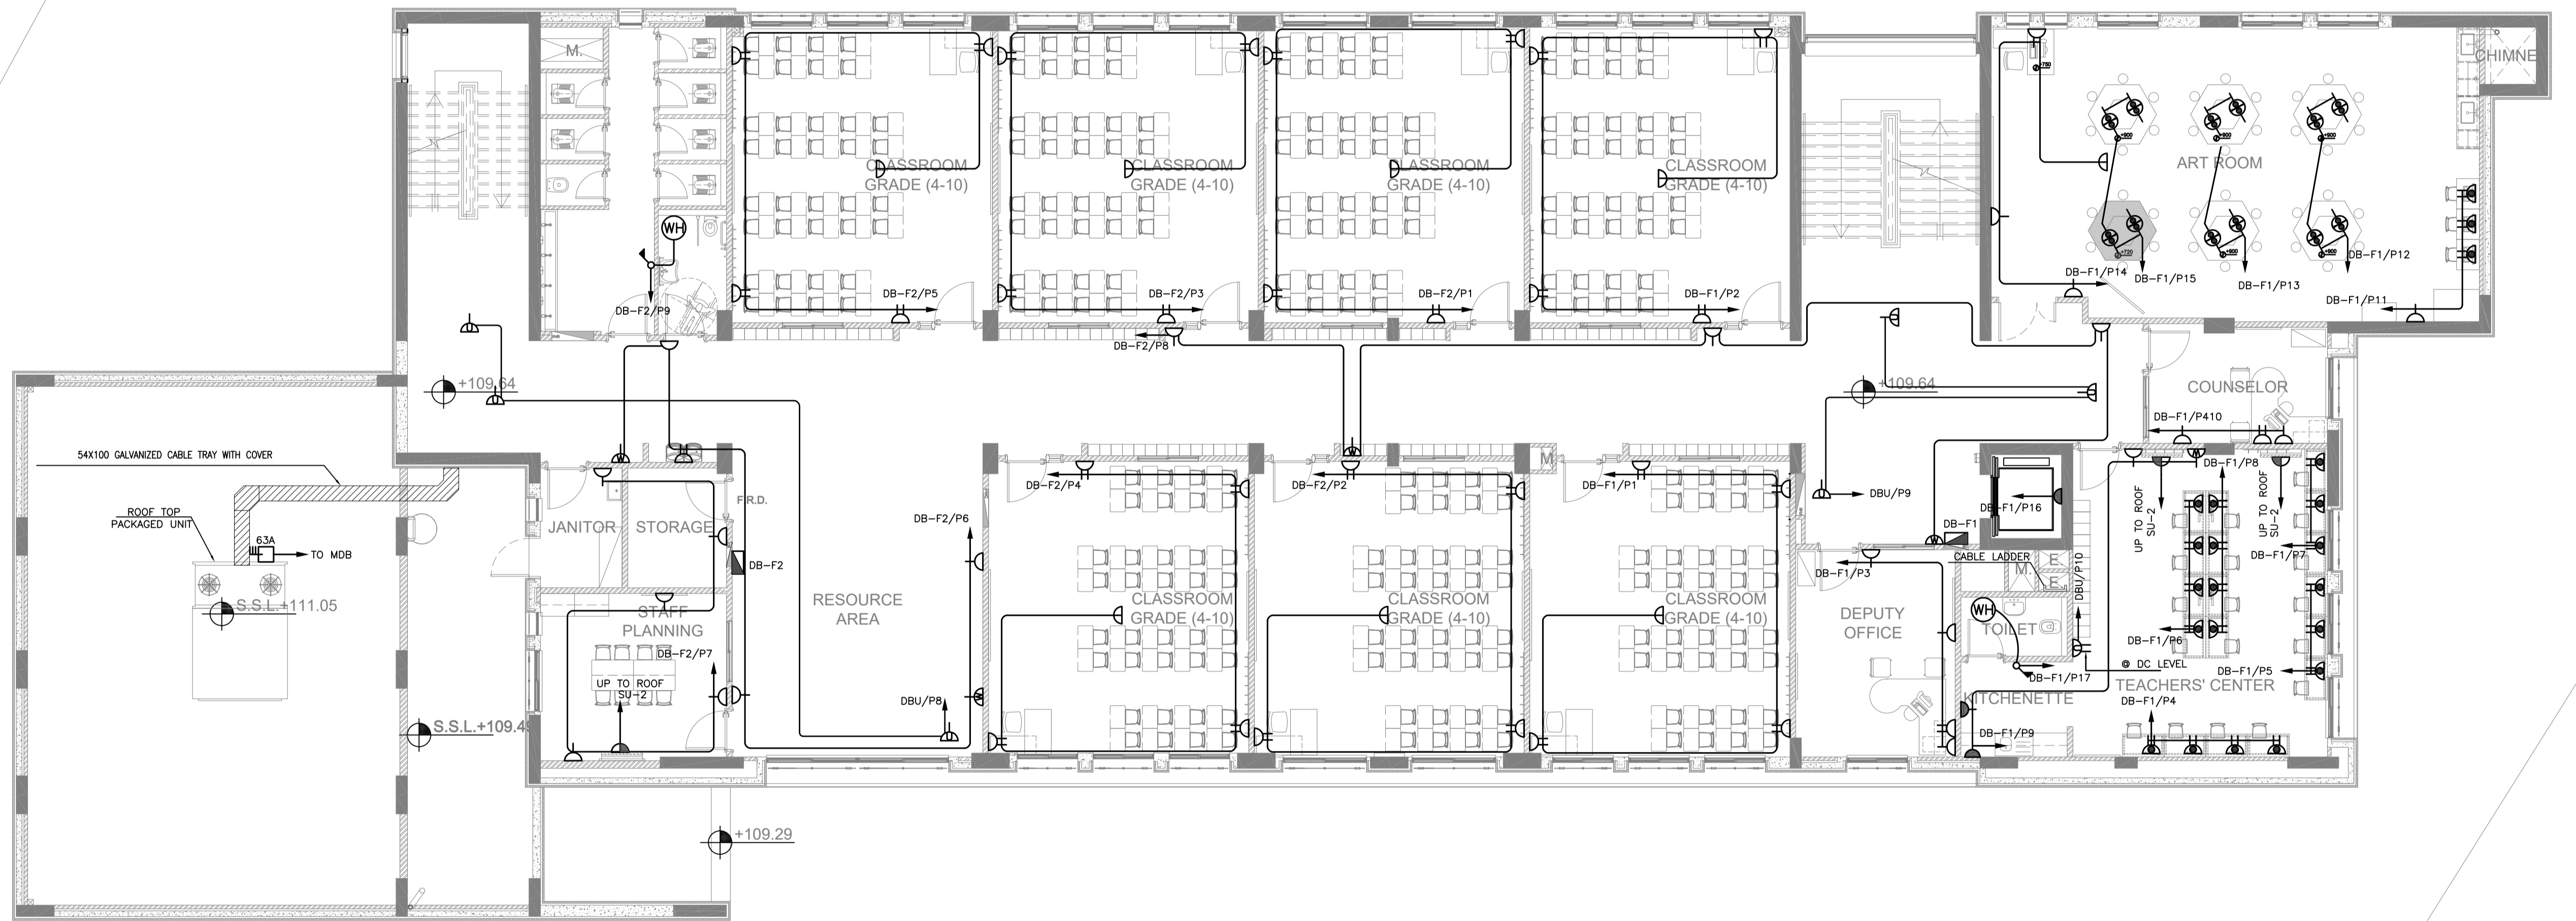 M.
WH
DB-F2/P9
CLASSROOM
GRADE (4-10)
DB-F2/P5
CLASSROOM
GRADE (4-10)
DB-F2/P3
DB-F2/P8
CLASSROOM
GRADE (4-10)
DB-F2/P1
CLASSROOM
GRADE (4-10)
DB-F1/P2
CHIMNE
+750
+900
+900
+900
ART ROOM
+720
+900
+900
DB-F1/P14
DB-F1/P15
DB-F1/P13
DB-F1/P12
DB-F1/P11
+109.64
+109.64
COUNSELOR
DB-F1/P410
54X100 GALVANIZED CABLE TRAY WITH COVER
ROOF TOP
PACKAGED UNIT
63A
TO MDB
S.S.L.+111.05
S.S.L.+109.49
+109.29
JANITOR
STORAGE
F.R.D.
DB-F2
STAFF
PLANNING
DB-F2/P7
UP TO ROOF
SU-2
RESOURCE
AREA
DB-F2/P6
DBU/P8
W
W
W
W
W
DB-F2/P4
CLASSROOM
GRADE (4-10)
DB-F2/P2
CLASSROOM
GRADE (4-10)
M
DB-F1/P1
CLASSROOM
GRADE (4-10)
DBU/P9
DB-F1/P16
DB-F1
CABLE LADDER
M.
E
E
DB-F1/P3
DEPUTY
OFFICE
WH
TOILET
DBU/P10
@ DC LEVEL
DB-F1/P17
KITCHENETTE
DB-F1/P9
UP TO ROOF
SU-2
DB-F1/P8
UP TO ROOF
SU-2
DB-F1/P7
DB-F1/P6
DB-F1/P5
TEACHERS' CENTER
DB-F1/P4